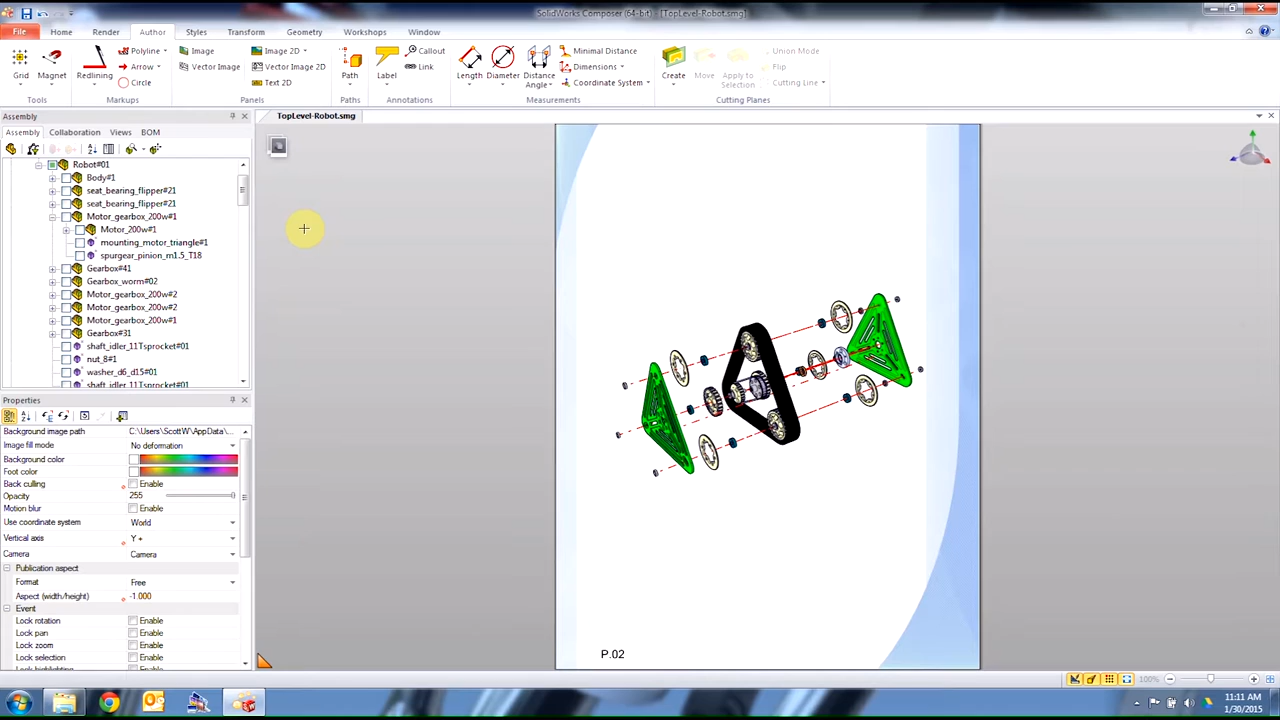 SolidWorks Composer (64-bit) - [TopLevel-Robot.smg]
File Home Render Author Styles Transform Geometry Workshops Window
Polyline Image Image 2D Callout Minimal Distance Union Mode
Grid Magnet Redlining Arrow Vector Image Vector Image 2D Path Label Link Length Diameter Distance Angle Dimensions Create Move Apply to Selection Flip
Circle Text 2D Coordinate System Cutting Line
Tools Markups Panels Paths Annotations Measurements Cutting Planes
Assembly TopLevel-Robot.smg
Assembly Collaboration Views BOM
Robot#01
Body#1
seat_bearing_flipper#21
seat_bearing_flipper#21
Motor_gearbox_200w#1
Motor_200w#1
mounting_motor_triangle#1
spurgear_pinion_m1.5_T18
Gearbox#41
Gearbox_worm#02
Motor_gearbox_200w#2
Motor_gearbox_200w#2
Motor_gearbox_200w#1
Gearbox#31
shaft_idler_11Tsprocket#01
nut_8#1
washer_d6_d15#01
shaft_idler_11Tsprocket#01
Properties
Background image path C:\Users\ScottW\AppData\...
Image fill mode No deformation
Background color
Foot color
Back culling Enable
Opacity 255
Motion blur Enable
Use coordinate system World
Vertical axis Y +
Camera Camera
Publication aspect
Format Free
Aspect (width/height) -1.000
Event
Lock rotation Enable
Lock pan Enable
Lock zoom Enable
Lock selection Enable
Lock highlighting Enable
P.02
100%
11:11 AM
1/30/2015